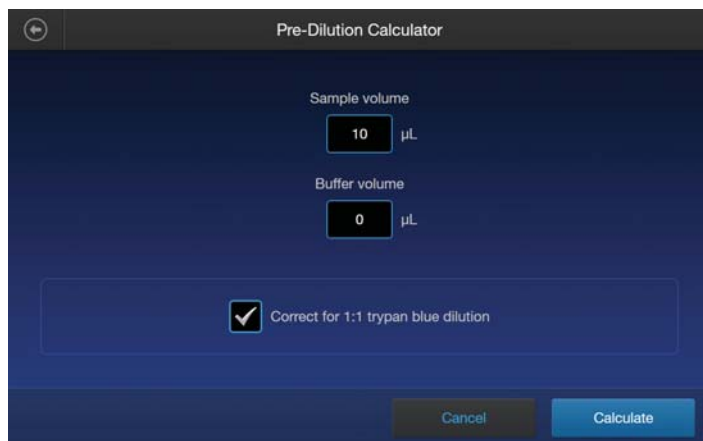 Pre-Dilution Calculator
Sample volume
10 µL
Buffer volume
0 µL
Correct for 1:1 trypan blue dilution
Cancel Calculate